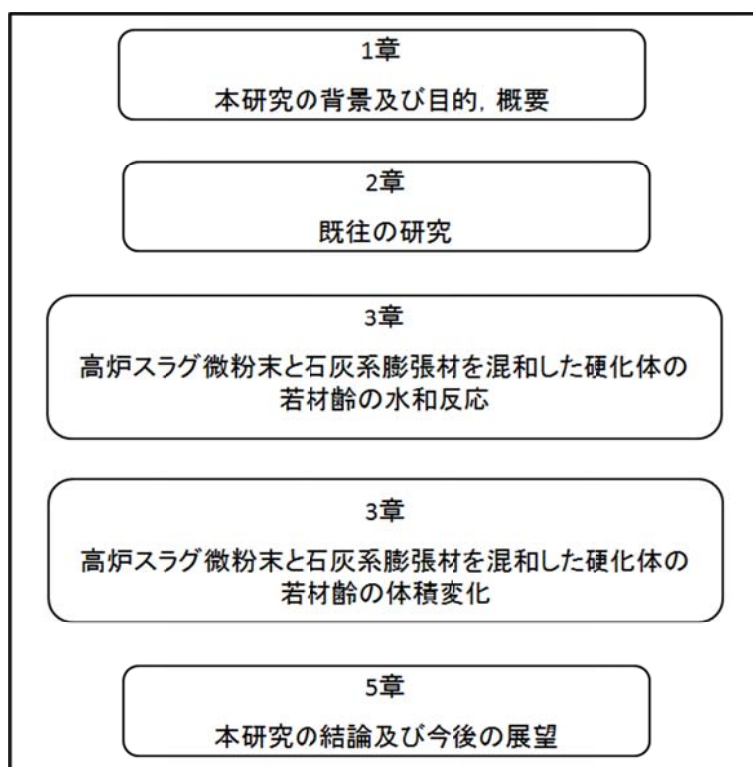 1章
本研究の背景及び目的，概要
2章
既往の研究
3章
高炉スラグ微粉末と石灰系膨張材を混和した硬化体の
若材齢の水和反応
3章
高炉スラグ微粉末と石灰系膨張材を混和した硬化体の
若材齢の体積変化
5章
本研究の結論及び今後の展望